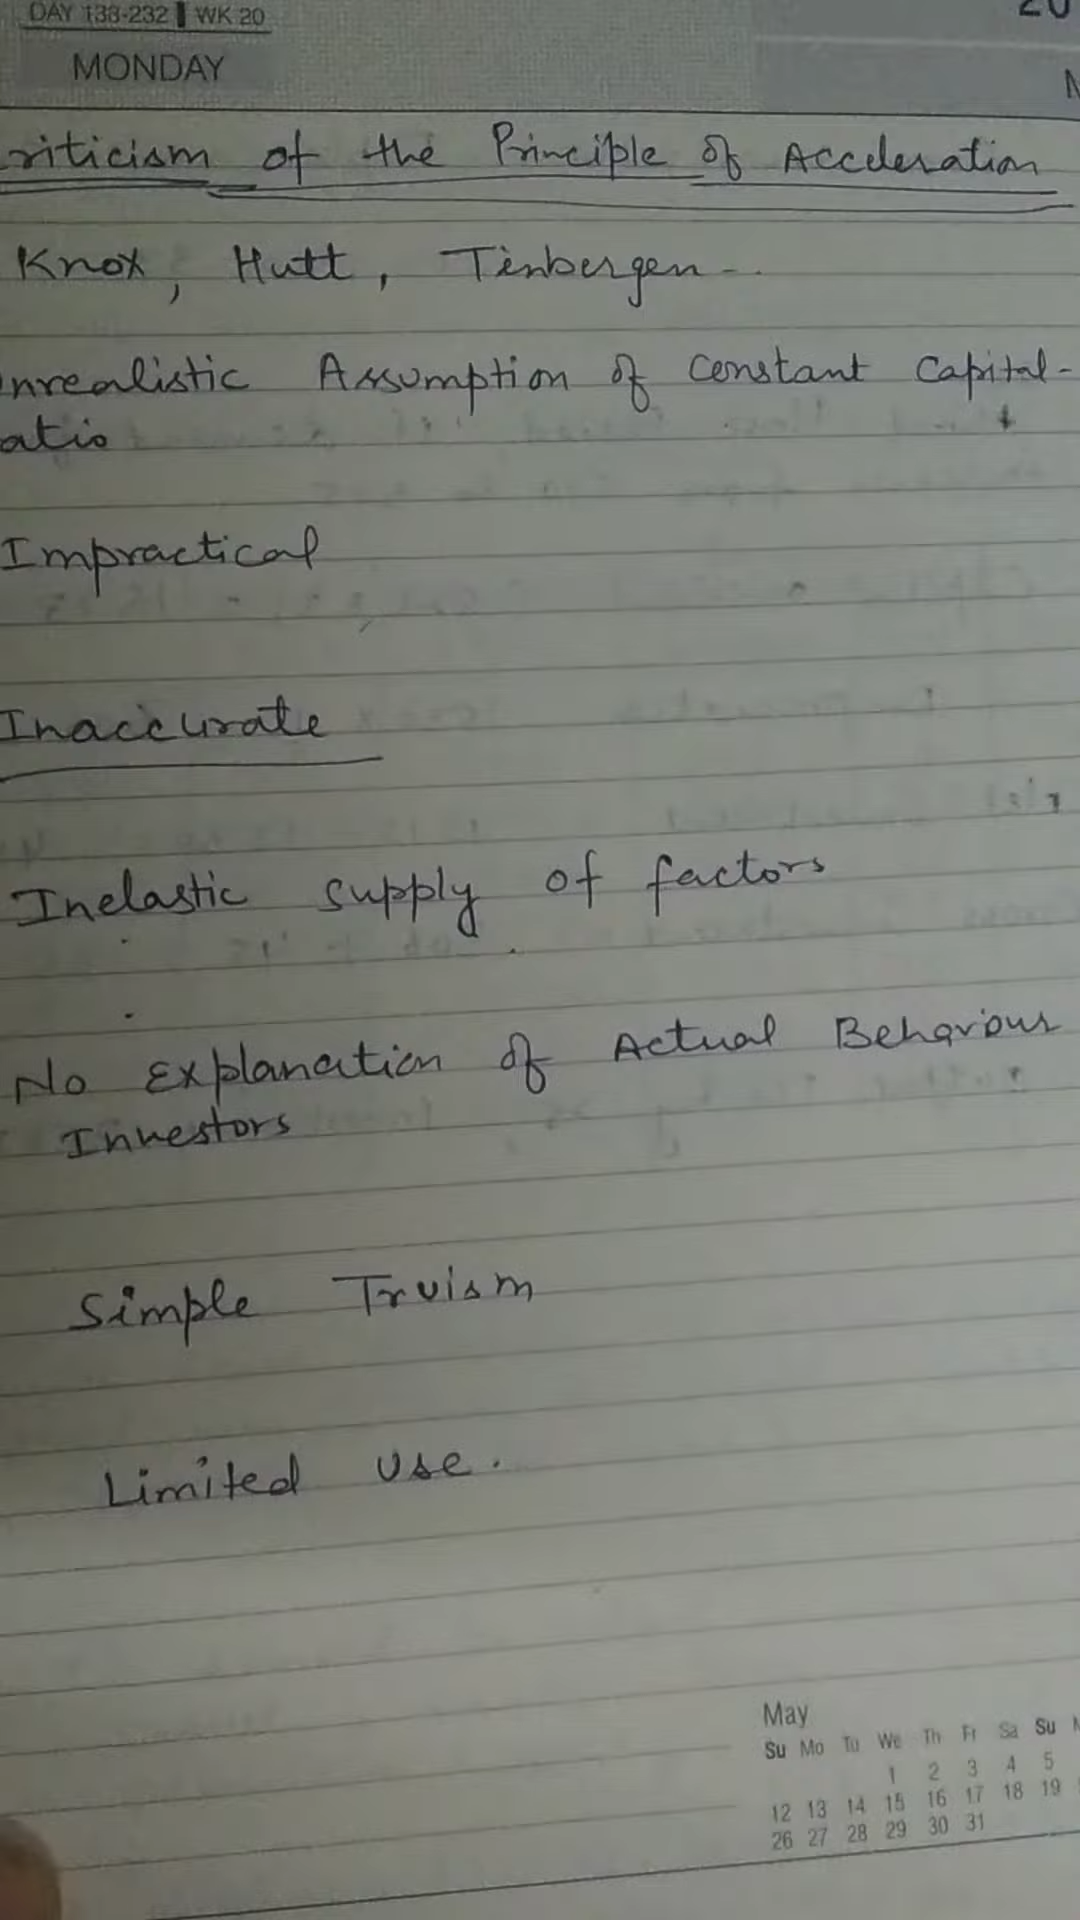 DAY 133-232 WK 20
20
MONDAY
riticism of the Principle of Acceleration
Knox, Hutt, Tinbergen-.
nrealistic Assumption of Constant Capital-
atio
Impractical
Inaccurate
Inelastic supply of factors
No Explanation of Actual Behaviour
Investors
Simple Truism
Limited use.
May
Su Mo Tu We Th Fr Sa Su
1 2 3 4 5
12 13 14 15 16 17 18 19
26 27 28 29 30 31